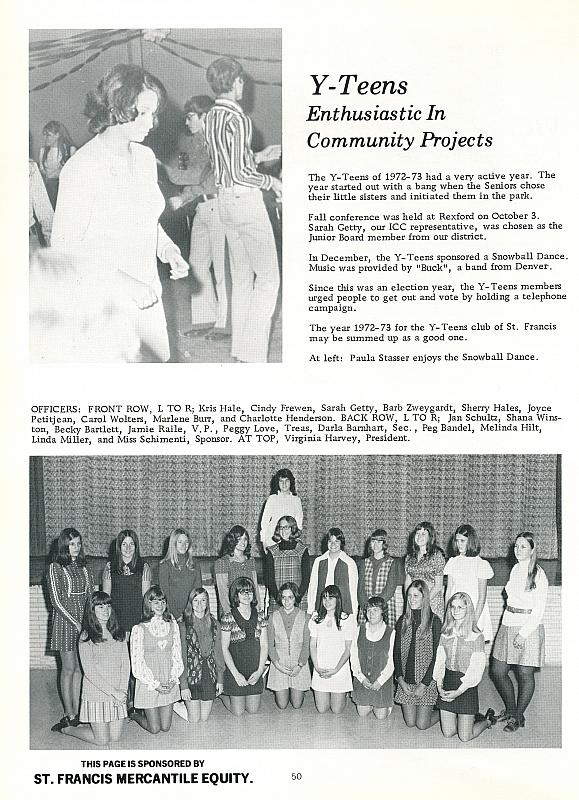 Y-Teens
Enthusiastic In
Community Projects
The Y-Teens of 1972-73 had a very active year. The
year started out with a bang when the Seniors chose
their little sisters and initiated them in the park.
Fall conference was held at Rexford on October 3.
Sarah Getty, our ICC representative, was chosen as the
Junior Board member from our district.
In December, the Y-Teens sponsored a Snowball Dance.
Music was provided by "Buck", a band from Denver.
Since this was an election year, the Y-Teens members
urged people to get out and vote by holding a telephone
campaign.
The year 1972-73 for the Y-Teens club of St. Francis
may be summed up as a good one.
At left: Paula Stasser enjoys the Snowball Dance.
OFFICERS: FRONT ROW, L TO R; Kris Hale, Cindy Frewen, Sarah Getty, Barb Zweygardt, Sherry Hales, Joyce
Petitjean, Carol Wolters, Marlene Burr, and Charlotte Henderson. BACK ROW, L TO R; Jan Schultz, Shana Wins-
ton, Becky Bartlett, Jamie Raile, V.P., Peggy Love, Treas, Darla Barnhart, Sec., Peg Bandel, Melinda Hilt,
Linda Miller, and Miss Schimenti, Sponsor. AT TOP, Virginia Harvey, President.
THIS PAGE IS SPONSORED BY
ST. FRANCIS MERCANTILE EQUITY.
50